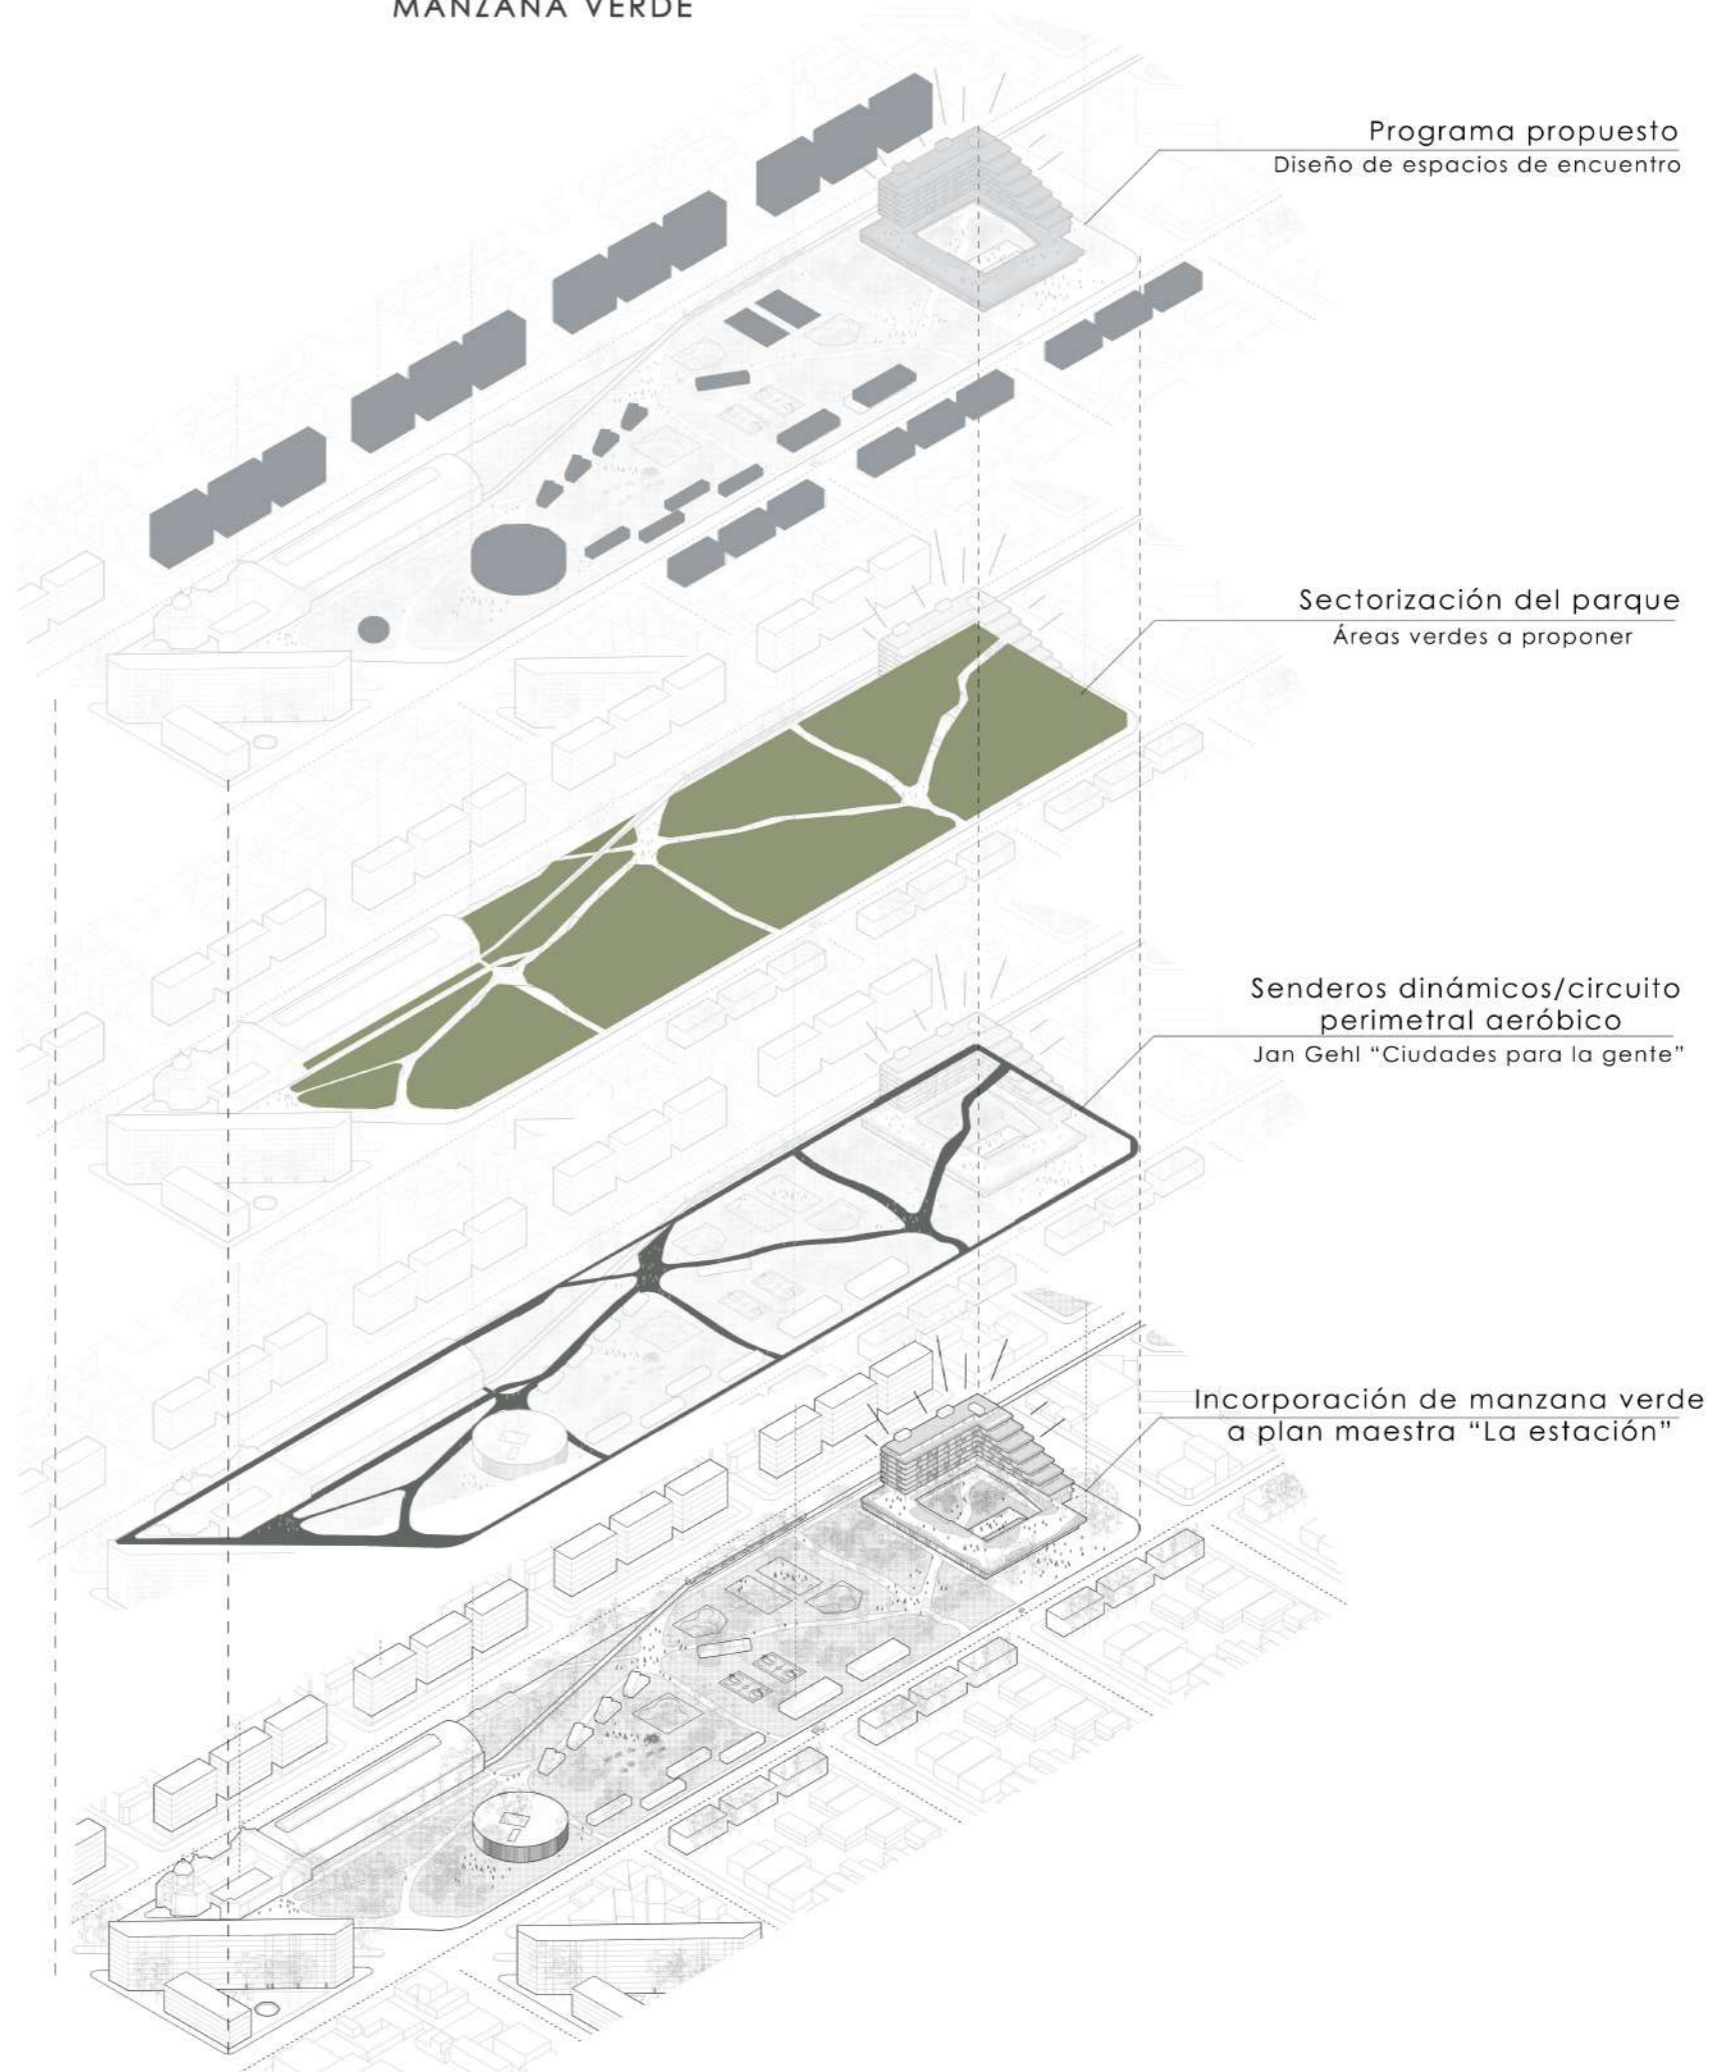 MANZANA VERDE
Programa propuesto
Diseño de espacios de encuentro
Sectorización del parque
Áreas verdes a proponer
Senderos dinámicos/circuito
perimetral aeróbico
Jan Gehl “Ciudades para la gente”
Incorporación de manzana verde
a plan maestra “La estación”